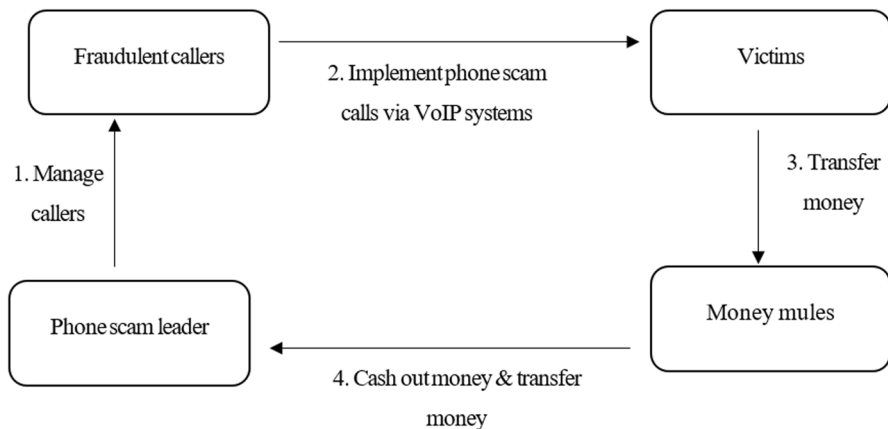 Fraudulent callers
2. Implement phone scam
calls via VoIP systems
Victims
1. Manage
callers
3. Transfer
money
Phone scam leader
Money mules
4. Cash out money & transfer
money